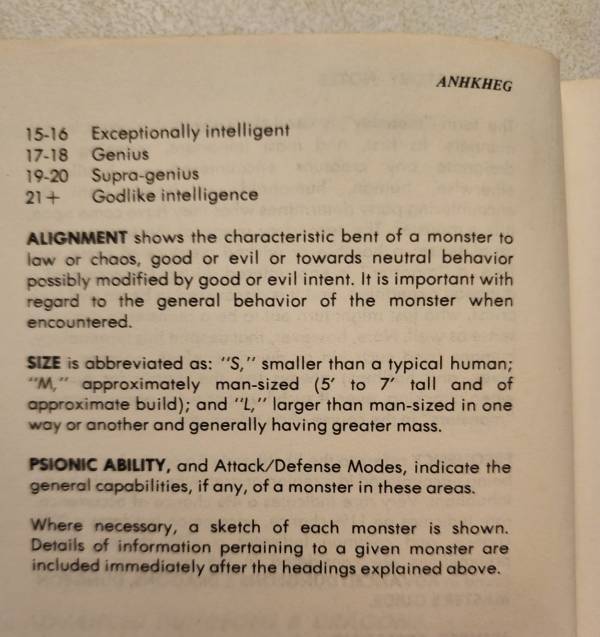 ANHKHEG
15-16 Exceptionally intelligent
17-18 Genius
19-20 Supra-genius
21+ Godlike intelligence
ALIGNMENT shows the characteristic bent of a monster to
law or chaos, good or evil or towards neutral behavior
possibly modified by good or evil intent. It is important with
regard to the general behavior of the monster when
encountered.
SIZE is abbreviated as: "S," smaller than a typical human;
"M," approximately man-sized (5' to 7' tall and of
approximate build); and "L," larger than man-sized in one
way or another and generally having greater mass.
PSIONIC ABILITY, and Attack/Defense Modes, indicate the
general capabilities, if any, of a monster in these areas.
Where necessary, a sketch of each monster is shown.
Details of information pertaining to a given monster are
included immediately after the headings explained above.